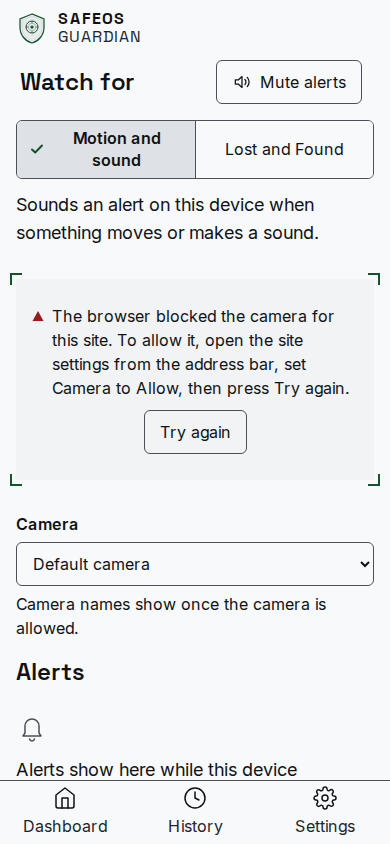 SAFEOS
GUARDIAN
Watch for
Mute alerts
Motion and
sound
Lost and Found
Sounds an alert on this device when
something moves or makes a sound.
The browser blocked the camera for
this site. To allow it, open the site
settings from the address bar, set
Camera to Allow, then press Try again.
Try again
Camera
Default camera
Camera names show once the camera is
allowed.
Alerts
Alerts show here while this device
Dashboard
History
Settings